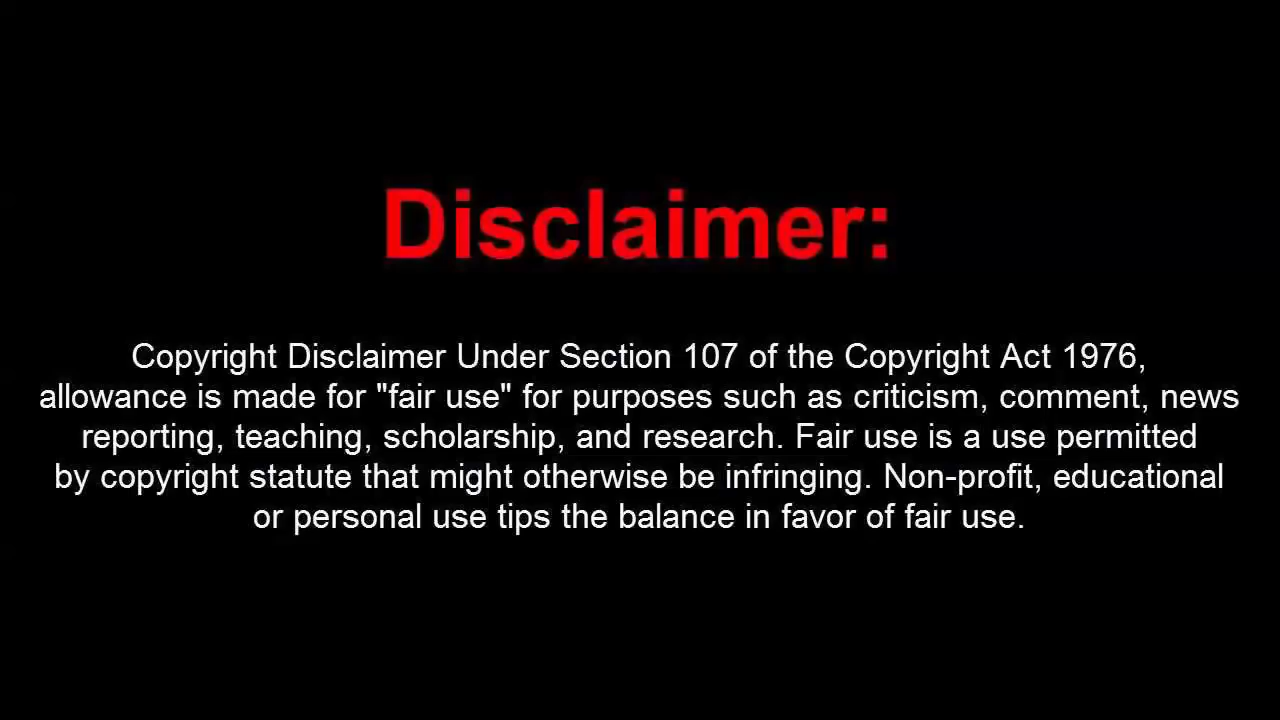 Disclaimer:
Copyright Disclaimer Under Section 107 of the Copyright Act 1976,
allowance is made for "fair use" for purposes such as criticism, comment, news
reporting, teaching, scholarship, and research. Fair use is a use permitted
by copyright statute that might otherwise be infringing. Non-profit, educational
or personal use tips the balance in favor of fair use.